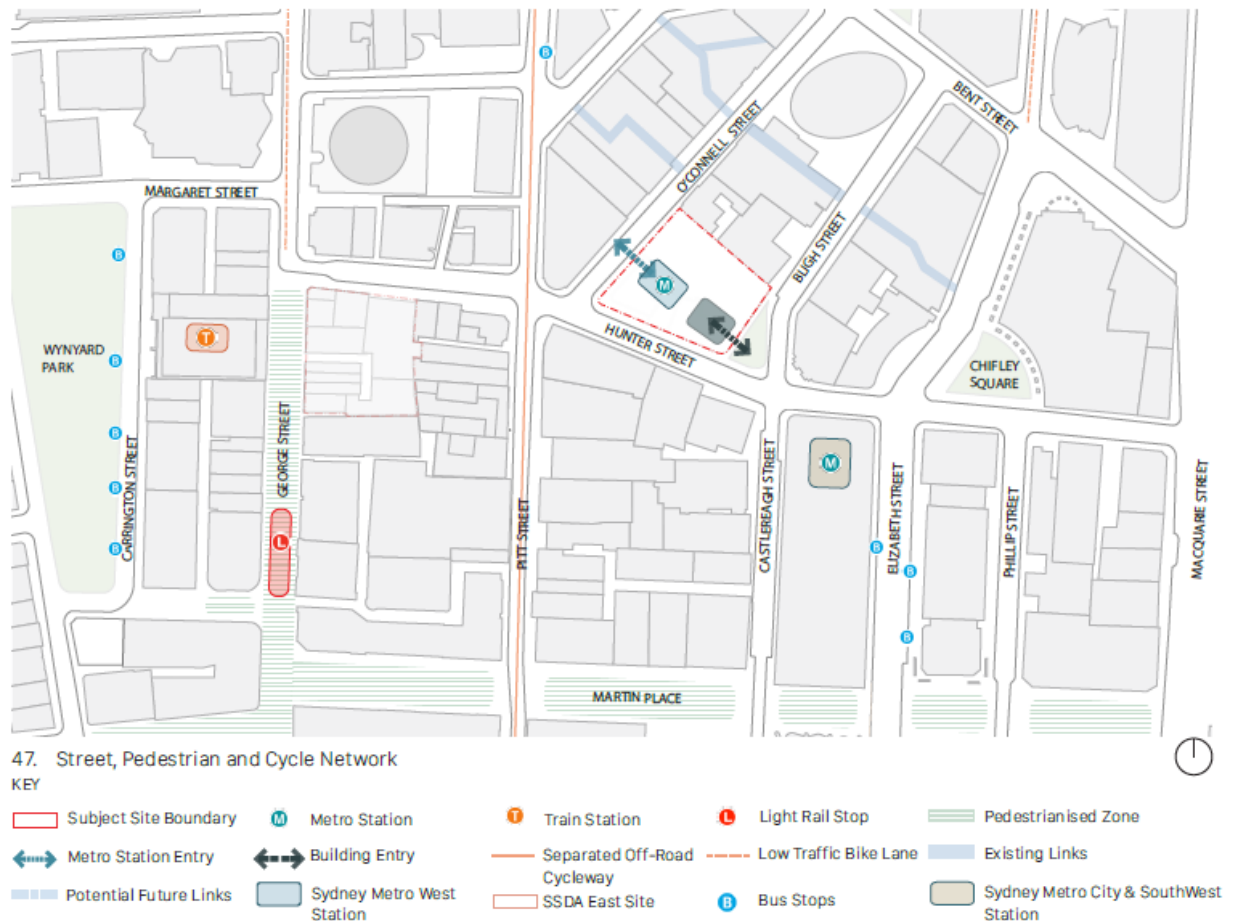 B
BENT STREET
O'CONNELL STREET
MARGARET STREET
B
BLIGH STREET
M
T
HUNTER STREET
WYNYARD
PARK
B
CHIFLEY
SQUARE
GEORGE STREET
B
CARRINGTON STREET
CASTLEREAGH STREET
M
ELIZABETH STREET
MACQUARIE STREET
B
PITT STREET
PHILLIP STREET
L
B
B
B
B
MARTIN PLACE
47. Street, Pedestrian and Cycle Network
KEY
Subject Site Boundary
M Metro Station
T Train Station
L Light Rail Stop
Pedestrianised Zone
Metro Station Entry
Building Entry
Separated Off-Road
Cycleway
Low Traffic Bike Lane
Existing Links
Potential Future Links
Sydney Metro West
Station
SSDA East Site
B Bus Stops
Sydney Metro City & SouthWest
Station